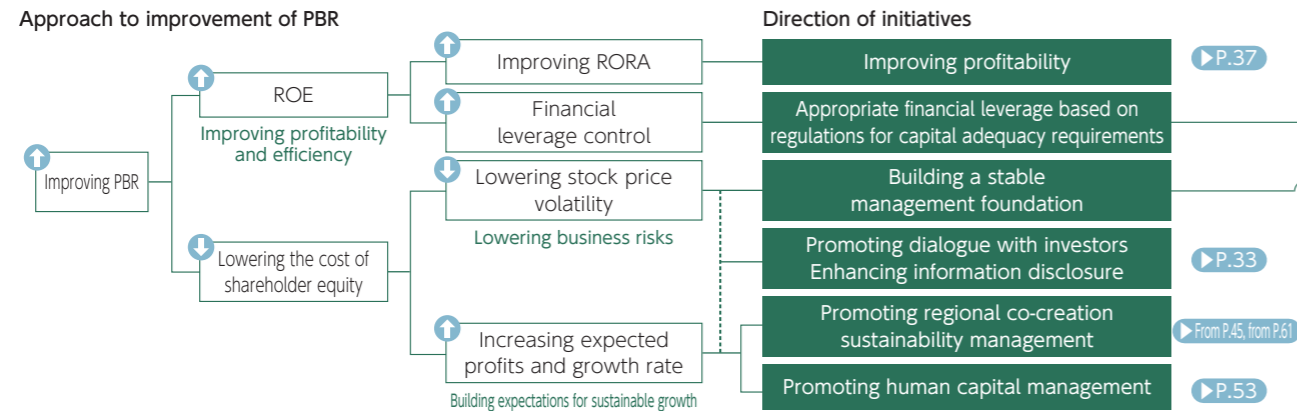 Approach to improvement of PBR
Direction of initiatives
Improving PBR
ROE
Improving profitability
and efficiency
Lowering the cost of
shareholder equity
Improving RORA
Financial
leverage control
Lowering stock price
volatility
Lowering business risks
Increasing expected
profits and growth rate
Building expectations for sustainable growth
Improving profitability
▶P.37
Appropriate financial leverage based on
regulations for capital adequacy requirements
Building a stable
management foundation
Promoting dialogue with investors
Enhancing information disclosure
▶P.33
Promoting regional co-creation
sustainability management
▶From P.45, from P.61
Promoting human capital management
▶P.53